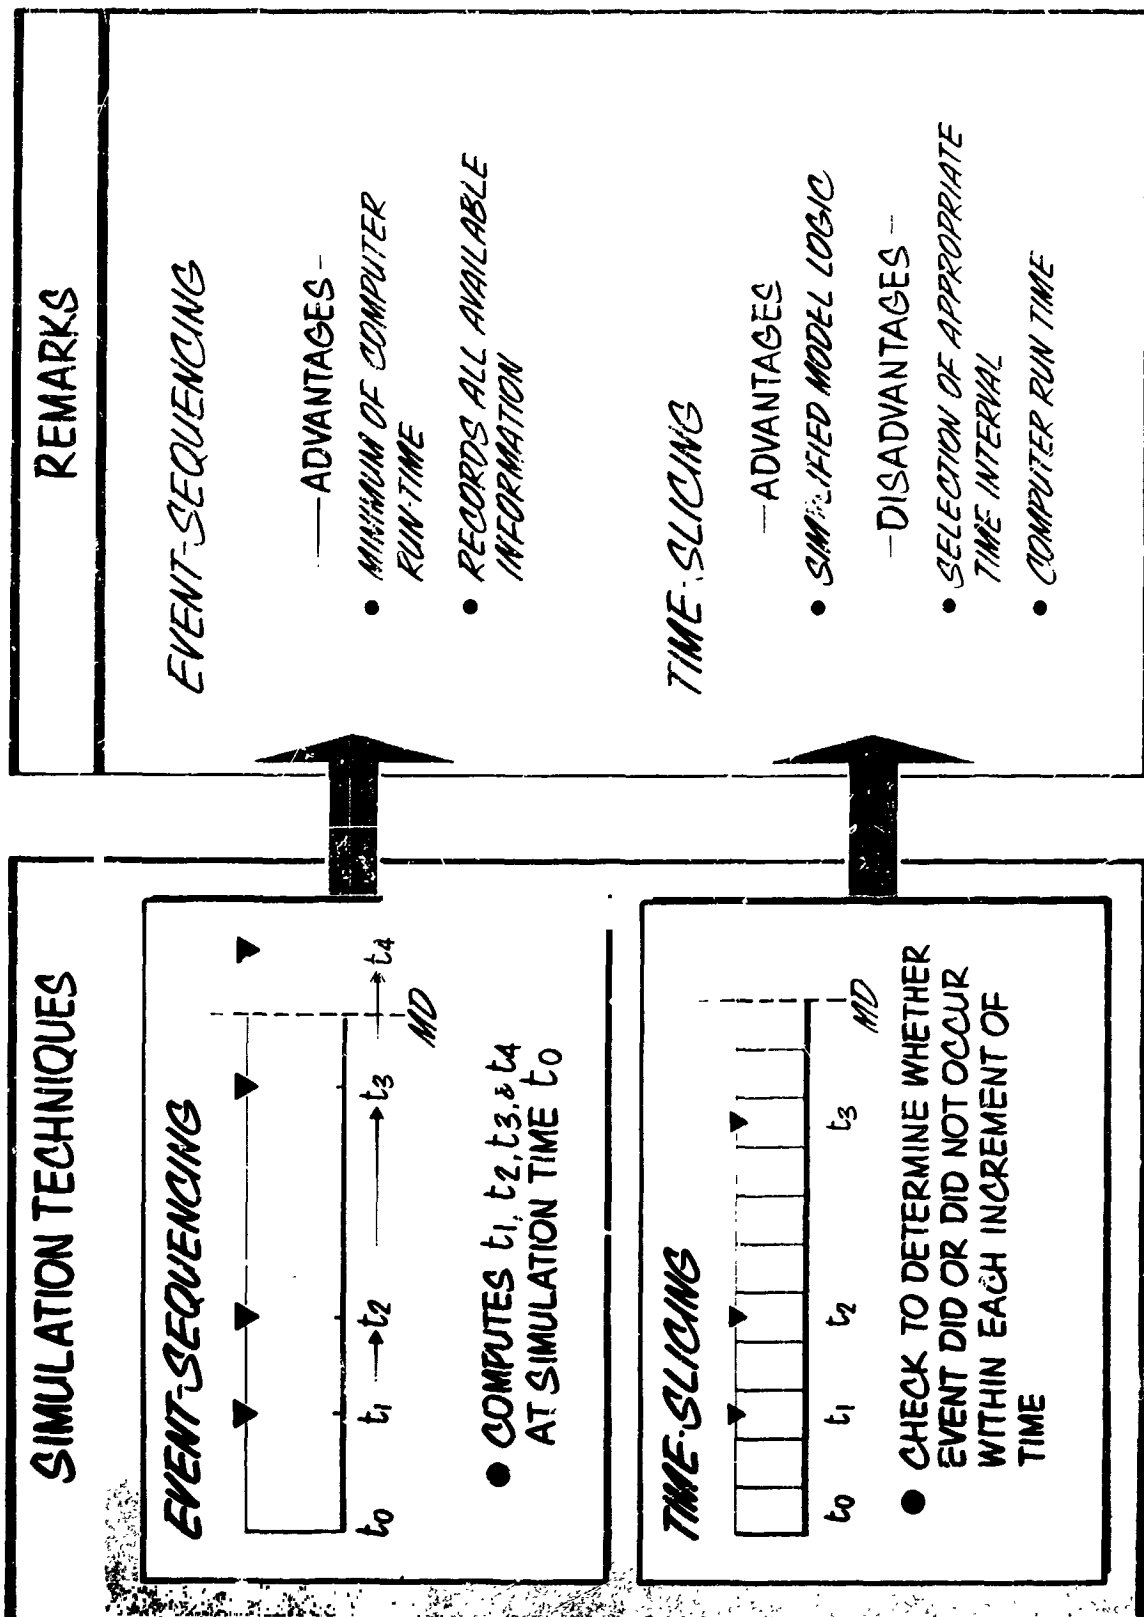 SIMULATION TECHNIQUES
EVENT-SEQUENCING
t0 t1 t2 t3 t4
MD
● COMPUTES t1, t2, t3, & t4
AT SIMULATION TIME t0
TIME-SLICING
t0 t1 t2 t3
MD
● CHECK TO DETERMINE WHETHER
EVENT DID OR DID NOT OCCUR
WITHIN EACH INCREMENT OF
TIME
REMARKS
EVENT-SEQUENCING
—ADVANTAGES-
● MINIMUM OF COMPUTER
RUN-TIME
● RECORDS ALL AVAILABLE
INFORMATION
TIME-SLICING
—ADVANTAGES
● SIMPLIFIED MODEL LOGIC
—DISADVANTAGES-
● SELECTION OF APPROPRIATE
TIME INTERVAL
● COMPUTER RUN TIME